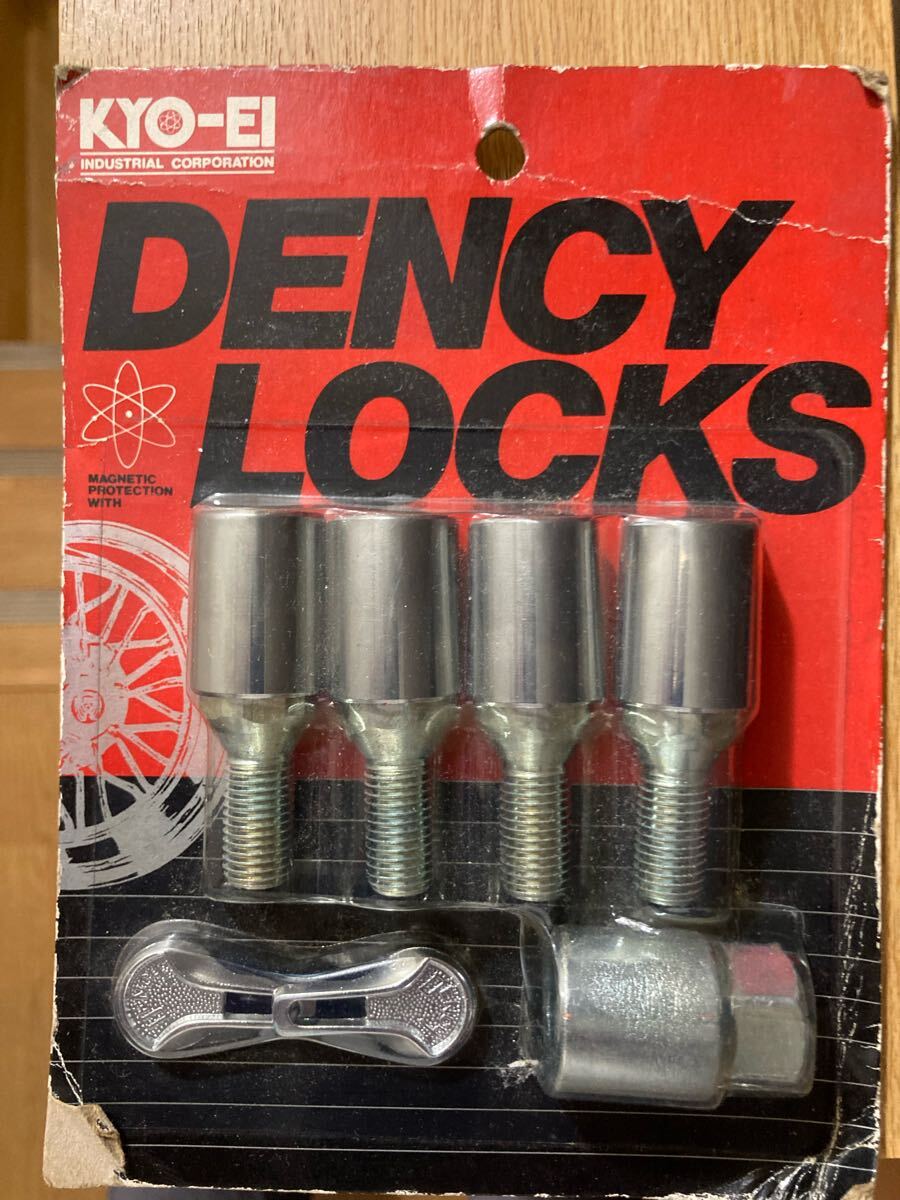 KYO-EI
INDUSTRIAL CORPORATION
DENCY
LOCKS
MAGNETIC
PROTECTION
WITH